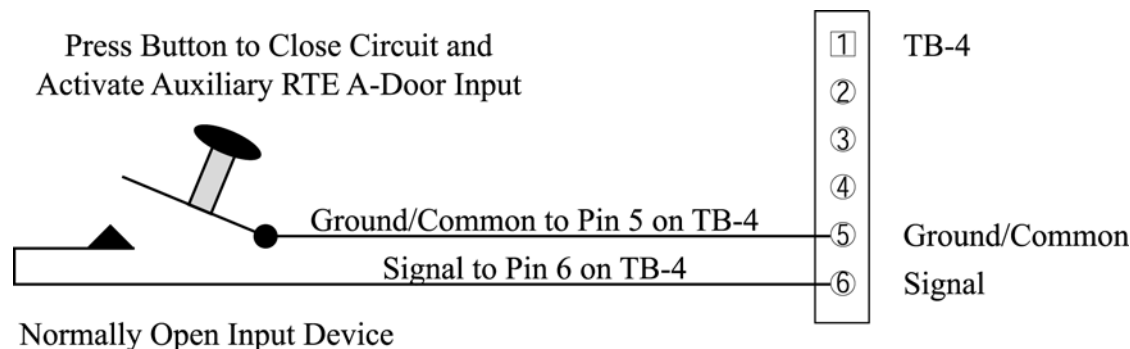 Press Button to Close Circuit and
Activate Auxiliary RTE A-Door Input
1 TB-4
2
3
4
Ground/Common to Pin 5 on TB-4 5 Ground/Common
Signal to Pin 6 on TB-4 6 Signal
Normally Open Input Device